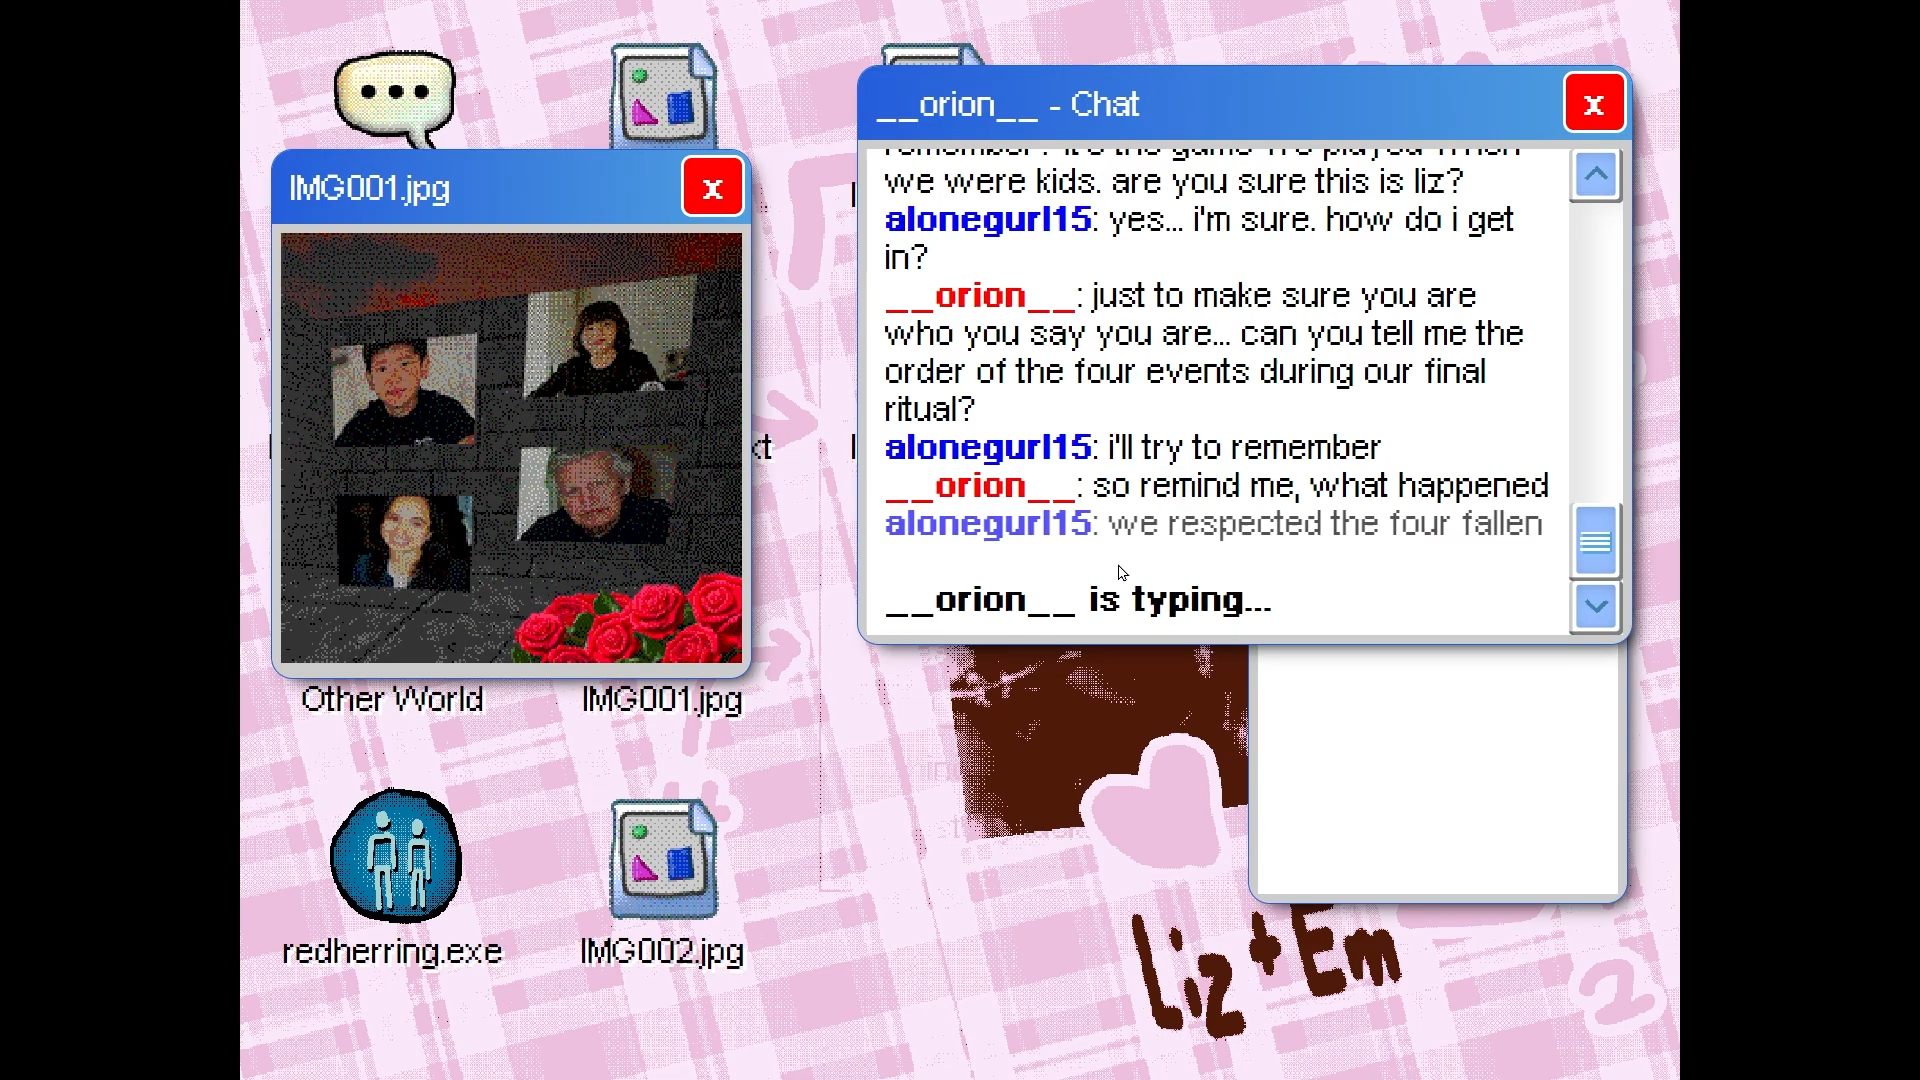 __orion__ - Chat
x
IMG001.jpg
x
we were kids. are you sure this is liz?
alonegurl15: yes... i'm sure. how do i get
in?
__orion__: just to make sure you are
who you say you are... can you tell me the
order of the four events during our final
ritual?
alonegurl15: i'll try to remember
__orion__: so remind me, what happened
alonegurl15: we respected the four fallen
__orion__ is typing...
Other World
IMG001.jpg
redherring.exe
IMG002.jpg
Liz + Em